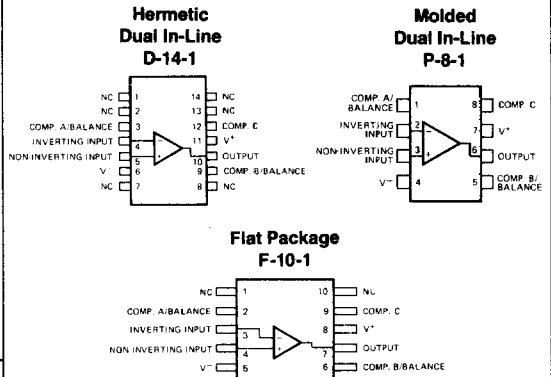 Hermetic
Dual In-Line
D-14-1
NC 1 14 NC
NC 2 13 NC
COMP. A/BALANCE 3 12 COMP. C
INVERTING INPUT 4 11 V+
NON-INVERTING INPUT 5 10 OUTPUT
V− 6 9 COMP. B/BALANCE
NC 7 8 NC
Molded
Dual In-Line
P-8-1
COMP. A/
BALANCE 1 8 COMP. C
INVERTING
INPUT 2 7 V+
NON-INVERTING
INPUT 3 6 OUTPUT
V− 4 5 COMP. B/
BALANCE
Flat Package
F-10-1
NC 1 10 NC
COMP. A/BALANCE 2 9 COMP. C
INVERTING INPUT 3 8 V+
NON INVERTING INPUT 4 7 OUTPUT
V− 5 6 COMP. B/BALANCE